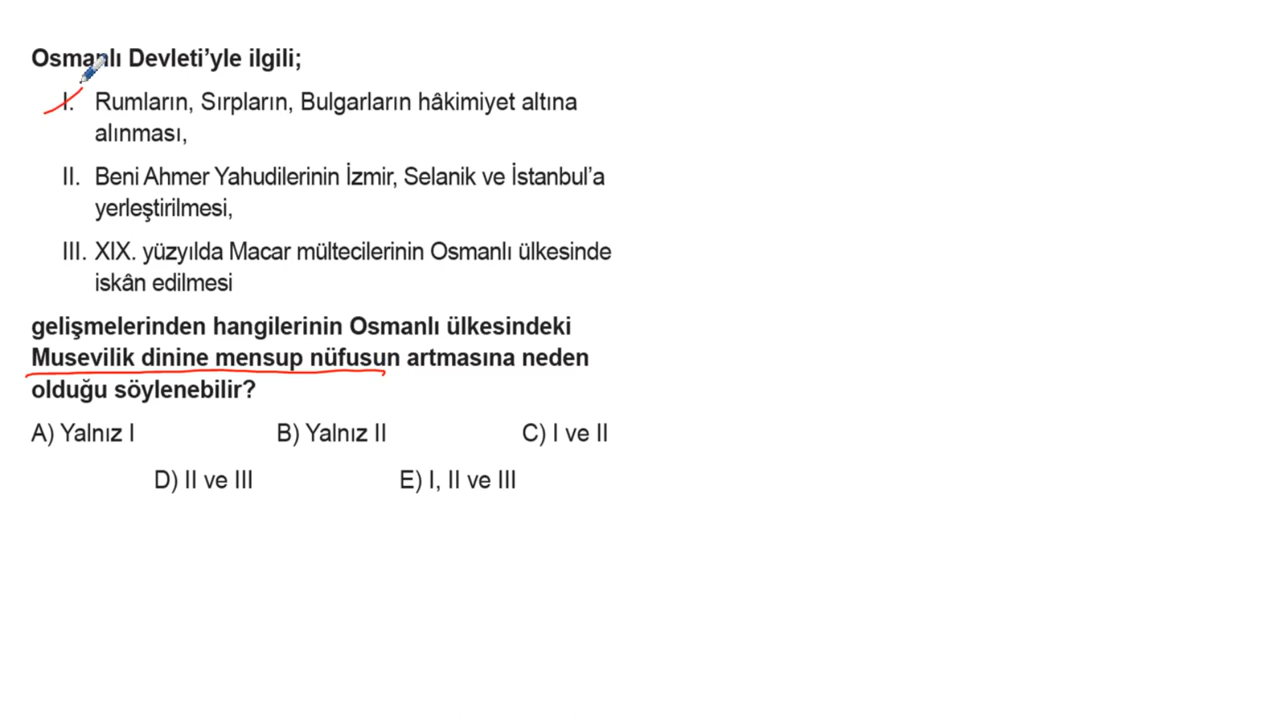 Osmanlı Devleti’yle ilgili;
I. Rumların, Sırpların, Bulgarların hâkimiyet altına
alınması,
II. Beni Ahmer Yahudilerinin İzmir, Selanik ve İstanbul’a
yerleştirilmesi,
III. XIX. yüzyılda Macar mültecilerinin Osmanlı ülkesinde
iskân edilmesi
gelişmelerinden hangilerinin Osmanlı ülkesindeki
Musevilik dinine mensup nüfusun artmasına neden
olduğu söylenebilir?
A) Yalnız I B) Yalnız II C) I ve II
D) II ve III E) I, II ve III